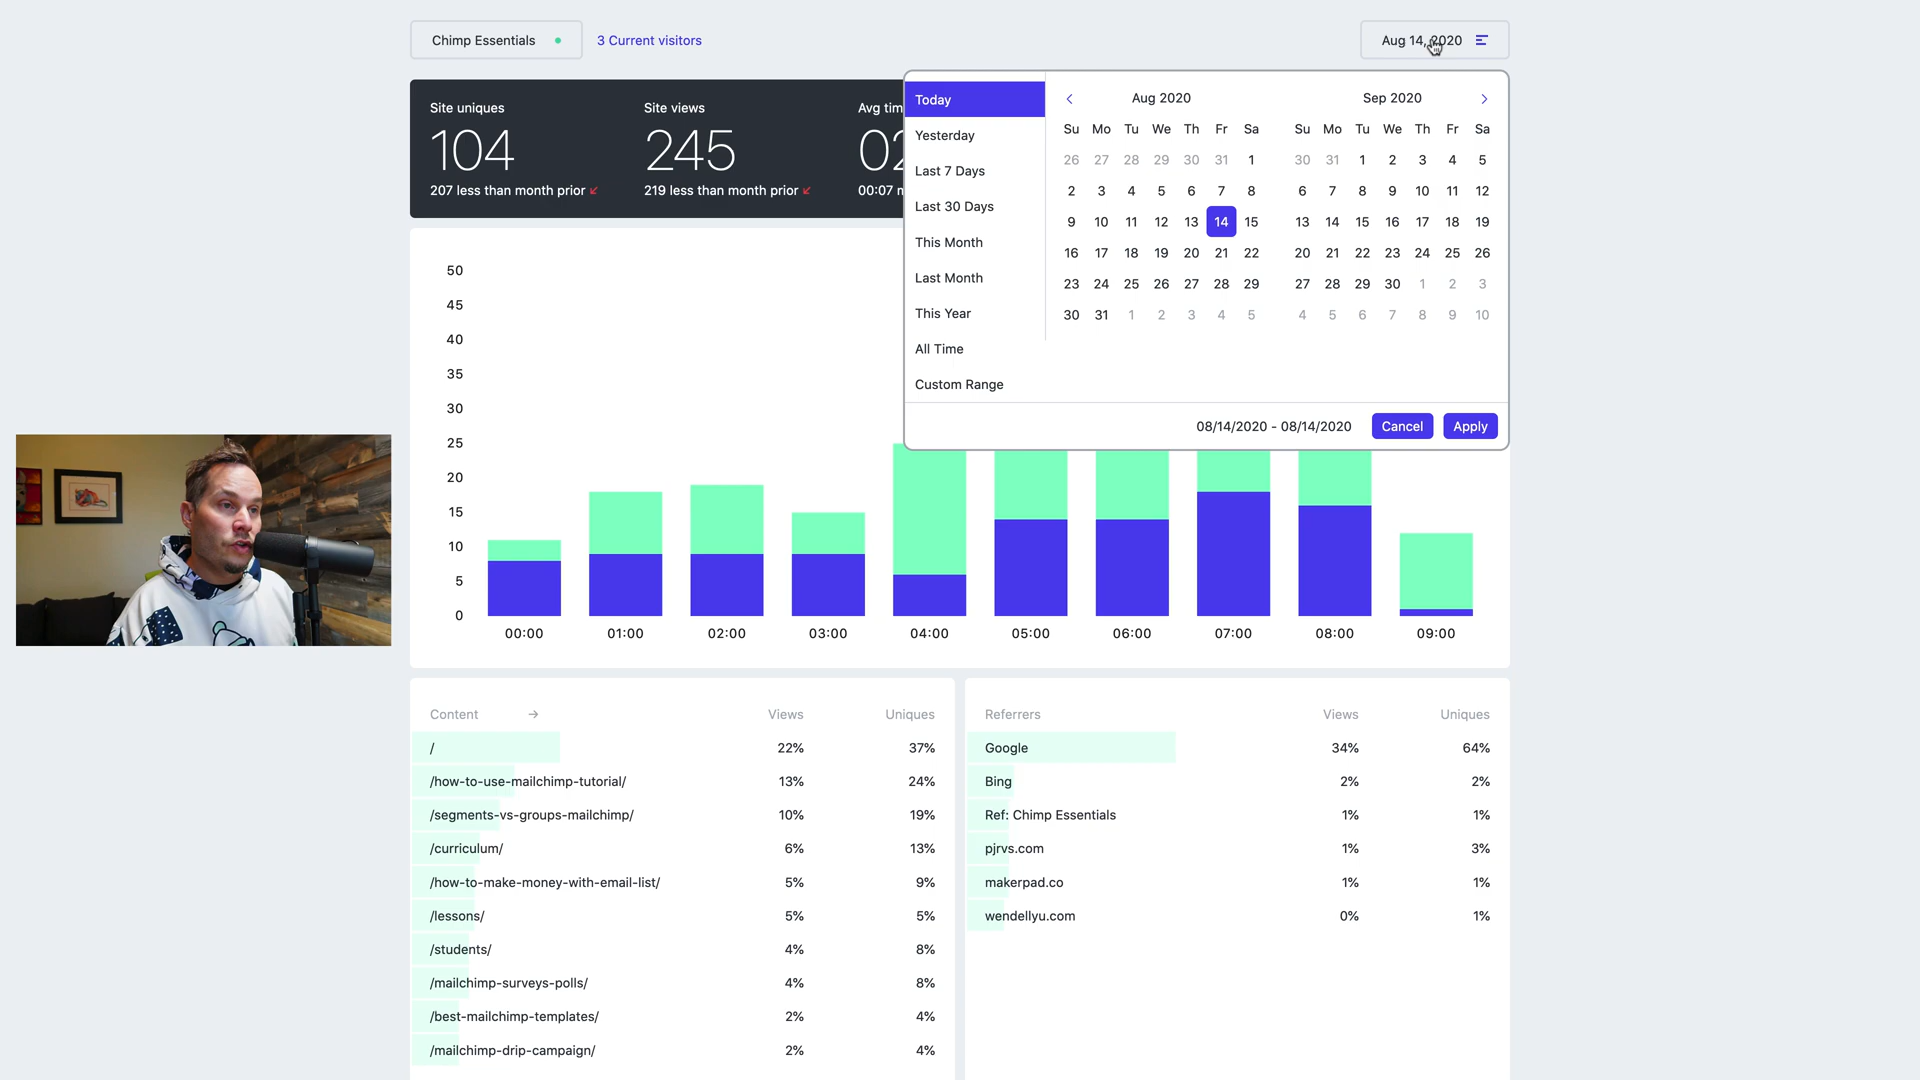 Chimp Essentials
3 Current visitors
Aug 14, 2020
Site uniques
104
207 less than month prior
Site views
245
219 less than month prior
Avg tim
00:07
Today
Yesterday
Last 7 Days
Last 30 Days
This Month
Last Month
This Year
All Time
Custom Range
Aug 2020
Su Mo Tu We Th Fr Sa
26 27 28 29 30 31 1
2 3 4 5 6 7 8
9 10 11 12 13 14 15
16 17 18 19 20 21 22
23 24 25 26 27 28 29
30 31 1 2 3 4 5
Sep 2020
Su Mo Tu We Th Fr Sa
30 31 1 2 3 4 5
6 7 8 9 10 11 12
13 14 15 16 17 18 19
20 21 22 23 24 25 26
27 28 29 30 1 2 3
4 5 6 7 8 9 10
08/14/2020 - 08/14/2020
Cancel
Apply
50
45
40
35
30
25
20
15
10
5
0
00:00 01:00 02:00 03:00 04:00 05:00 06:00 07:00 08:00 09:00
Content → Views Uniques
/ 22% 37%
/how-to-use-mailchimp-tutorial/ 13% 24%
/segments-vs-groups-mailchimp/ 10% 19%
/curriculum/ 6% 13%
/how-to-make-money-with-email-list/ 5% 9%
/lessons/ 5% 5%
/students/ 4% 8%
/mailchimp-surveys-polls/ 4% 8%
/best-mailchimp-templates/ 2% 4%
/mailchimp-drip-campaign/ 2% 4%
Referrers Views Uniques
Google 34% 64%
Bing 2% 2%
Ref: Chimp Essentials 1% 1%
pjrvs.com 1% 3%
makerpad.co 1% 1%
wendellyu.com 0% 1%